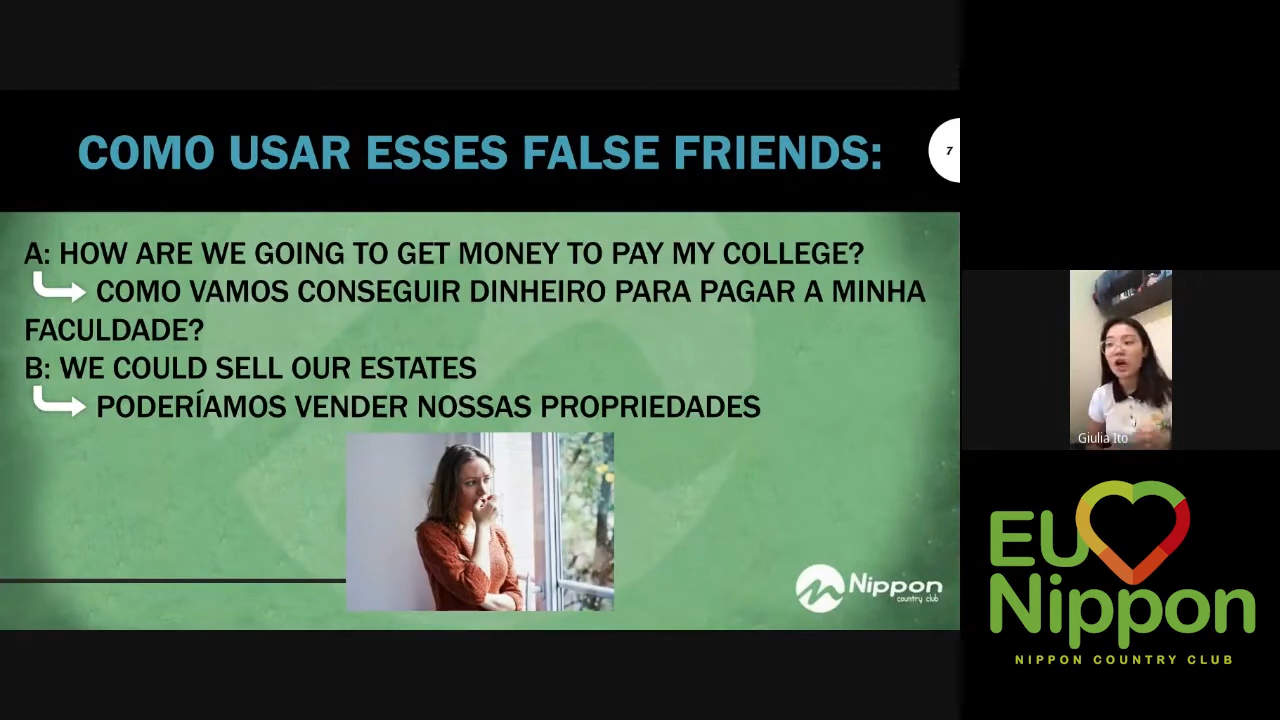 COMO USAR ESSES FALSE FRIENDS:
7
A: HOW ARE WE GOING TO GET MONEY TO PAY MY COLLEGE?
COMO VAMOS CONSEGUIR DINHEIRO PARA PAGAR A MINHA
FACULDADE?
B: WE COULD SELL OUR ESTATES
PODERÍAMOS VENDER NOSSAS PROPRIEDADES
Nippon
country club
Giulia Ito
EU
Nippon
NIPPON COUNTRY CLUB